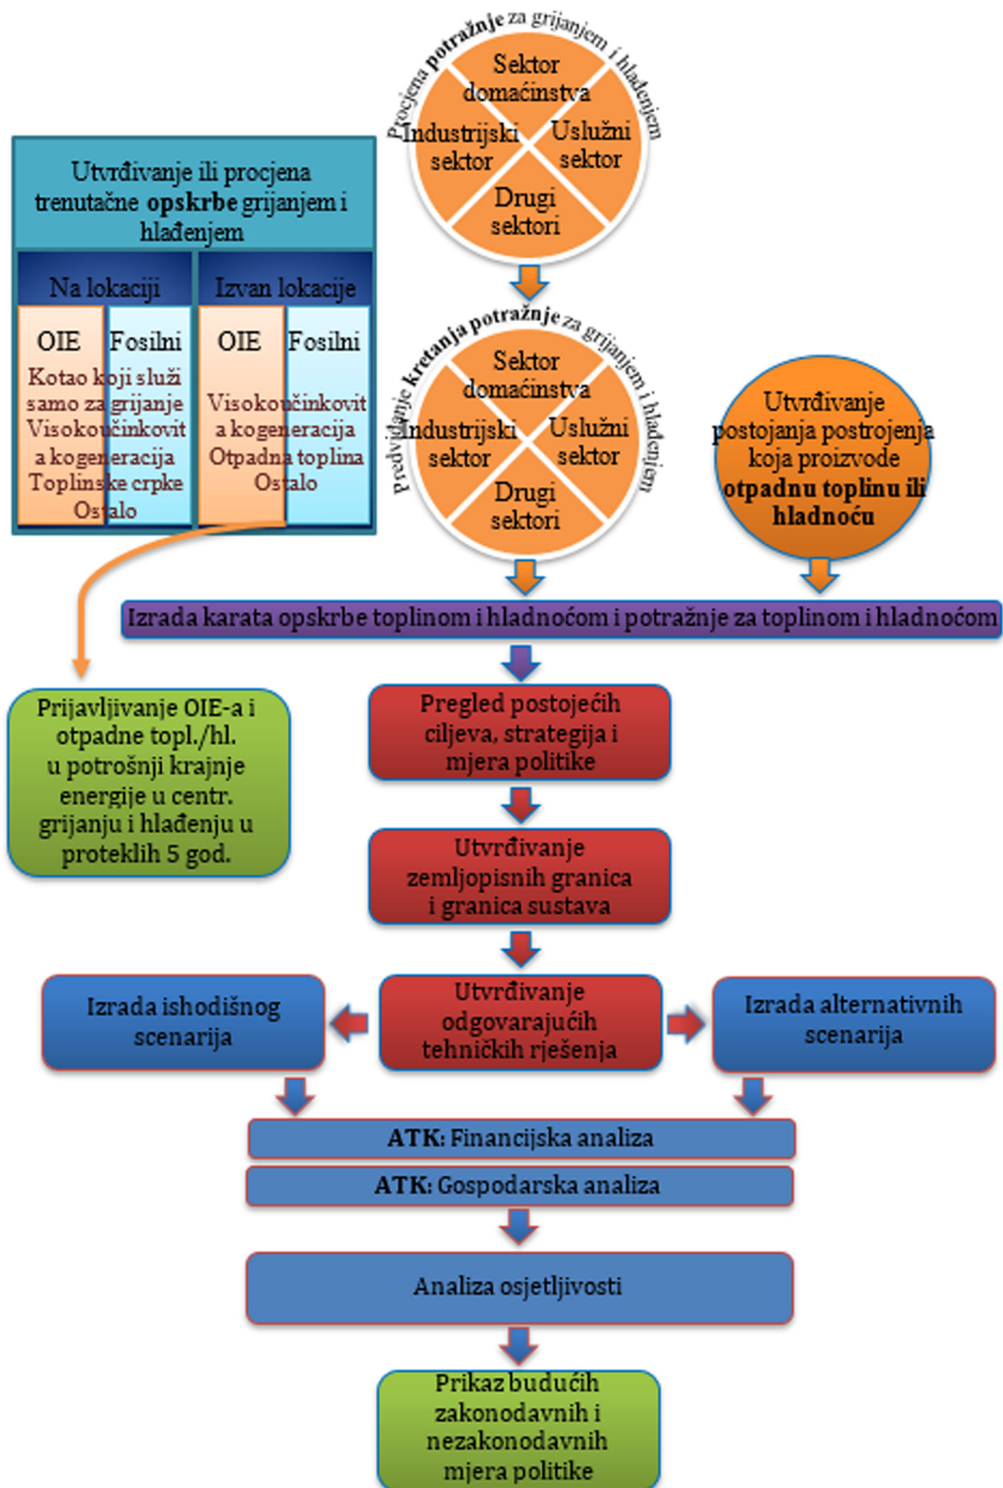 Procjena potražnje za grijanjem i hlađenjem
Sektor
domaćinstva
Industrijski
sektor
Uslužni
sektor
Drugi
sektori
Utvrđivanje ili procjena
trenutačne opskrbe grijanjem i
hlađenjem
Na lokaciji
Izvan lokacije
OIE
Fosilni
OIE
Fosilni
Kotao koji služi
samo za grijanje
Visokoučinkovit
a kogeneracija
Toplinske crpke
Ostalo
Visokoučinkovit
a kogeneracija
Otpadna toplina
Ostalo
Predviđanje kretanja potražnje za grijanjem i hlađenjem
Sektor
domaćinstva
Industrijski
sektor
Uslužni
sektor
Drugi
sektori
Utvrđivanje
postojanja postrojenja
koja proizvode
otpadnu toplinu ili
hladnoću
Izrada karata opskrbe toplinom i hladnoćom i potražnje za toplinom i hladnoćom
Prijavljivanje OIE-a i
otpadne topl./hl.
u potrošnji krajnje
energije u centr.
grijanju i hlađenju u
proteklih 5 god.
Pregled postojećih
ciljeva, strategija i
mjera politike
Utvrđivanje
zemljopisnih granica
i granica sustava
Izrada ishodišnog
scenarija
Utvrđivanje
odgovarajućih
tehničkih rješenja
Izrada alternativnih
scenarija
ATK: Financijska analiza
ATK: Gospodarska analiza
Analiza osjetljivosti
Prikaz budućih
zakonodavnih i
nezakonodavnih
mjera politike